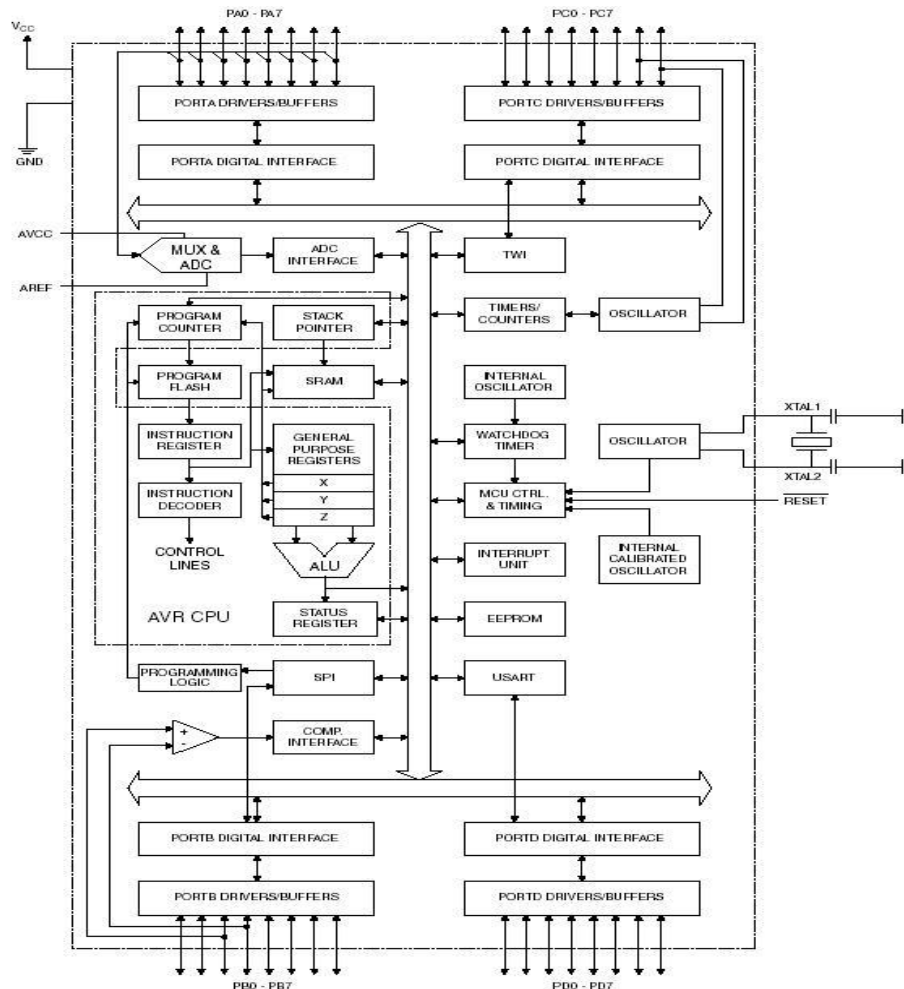 PA0 - PA7
PC0 - PC7
VCC
PORTA DRIVERS/BUFFERS
PORTC DRIVERS/BUFFERS
GND
PORTA DIGITAL INTERFACE
PORTC DIGITAL INTERFACE
AVCC
MUX &
ADC
ADC
INTERFACE
TWI
AREF
PROGRAM
COUNTER
STACK
POINTER
TIMERS/
COUNTERS
OSCILLATOR
PROGRAM
FLASH
SRAM
INTERNAL
OSCILLATOR
XTAL1
INSTRUCTION
REGISTER
GENERAL
PURPOSE
REGISTERS
WATCHDOG
TIMER
OSCILLATOR
X
XTAL2
INSTRUCTION
DECODER
Y
MCU CTRL.
& TIMING
RESET
Z
CONTROL
LINES
ALU
INTERRUPT
UNIT
INTERNAL
CALIBRATED
OSCILLATOR
AVR CPU
STATUS
REGISTER
EEPROM
PROGRAMMING
LOGIC
SPI
USART
+
-
COMP.
INTERFACE
PORTB DIGITAL INTERFACE
PORTD DIGITAL INTERFACE
PORTB DRIVERS/BUFFERS
PORTD DRIVERS/BUFFERS
PB0 - PB7
PD0 - PD7